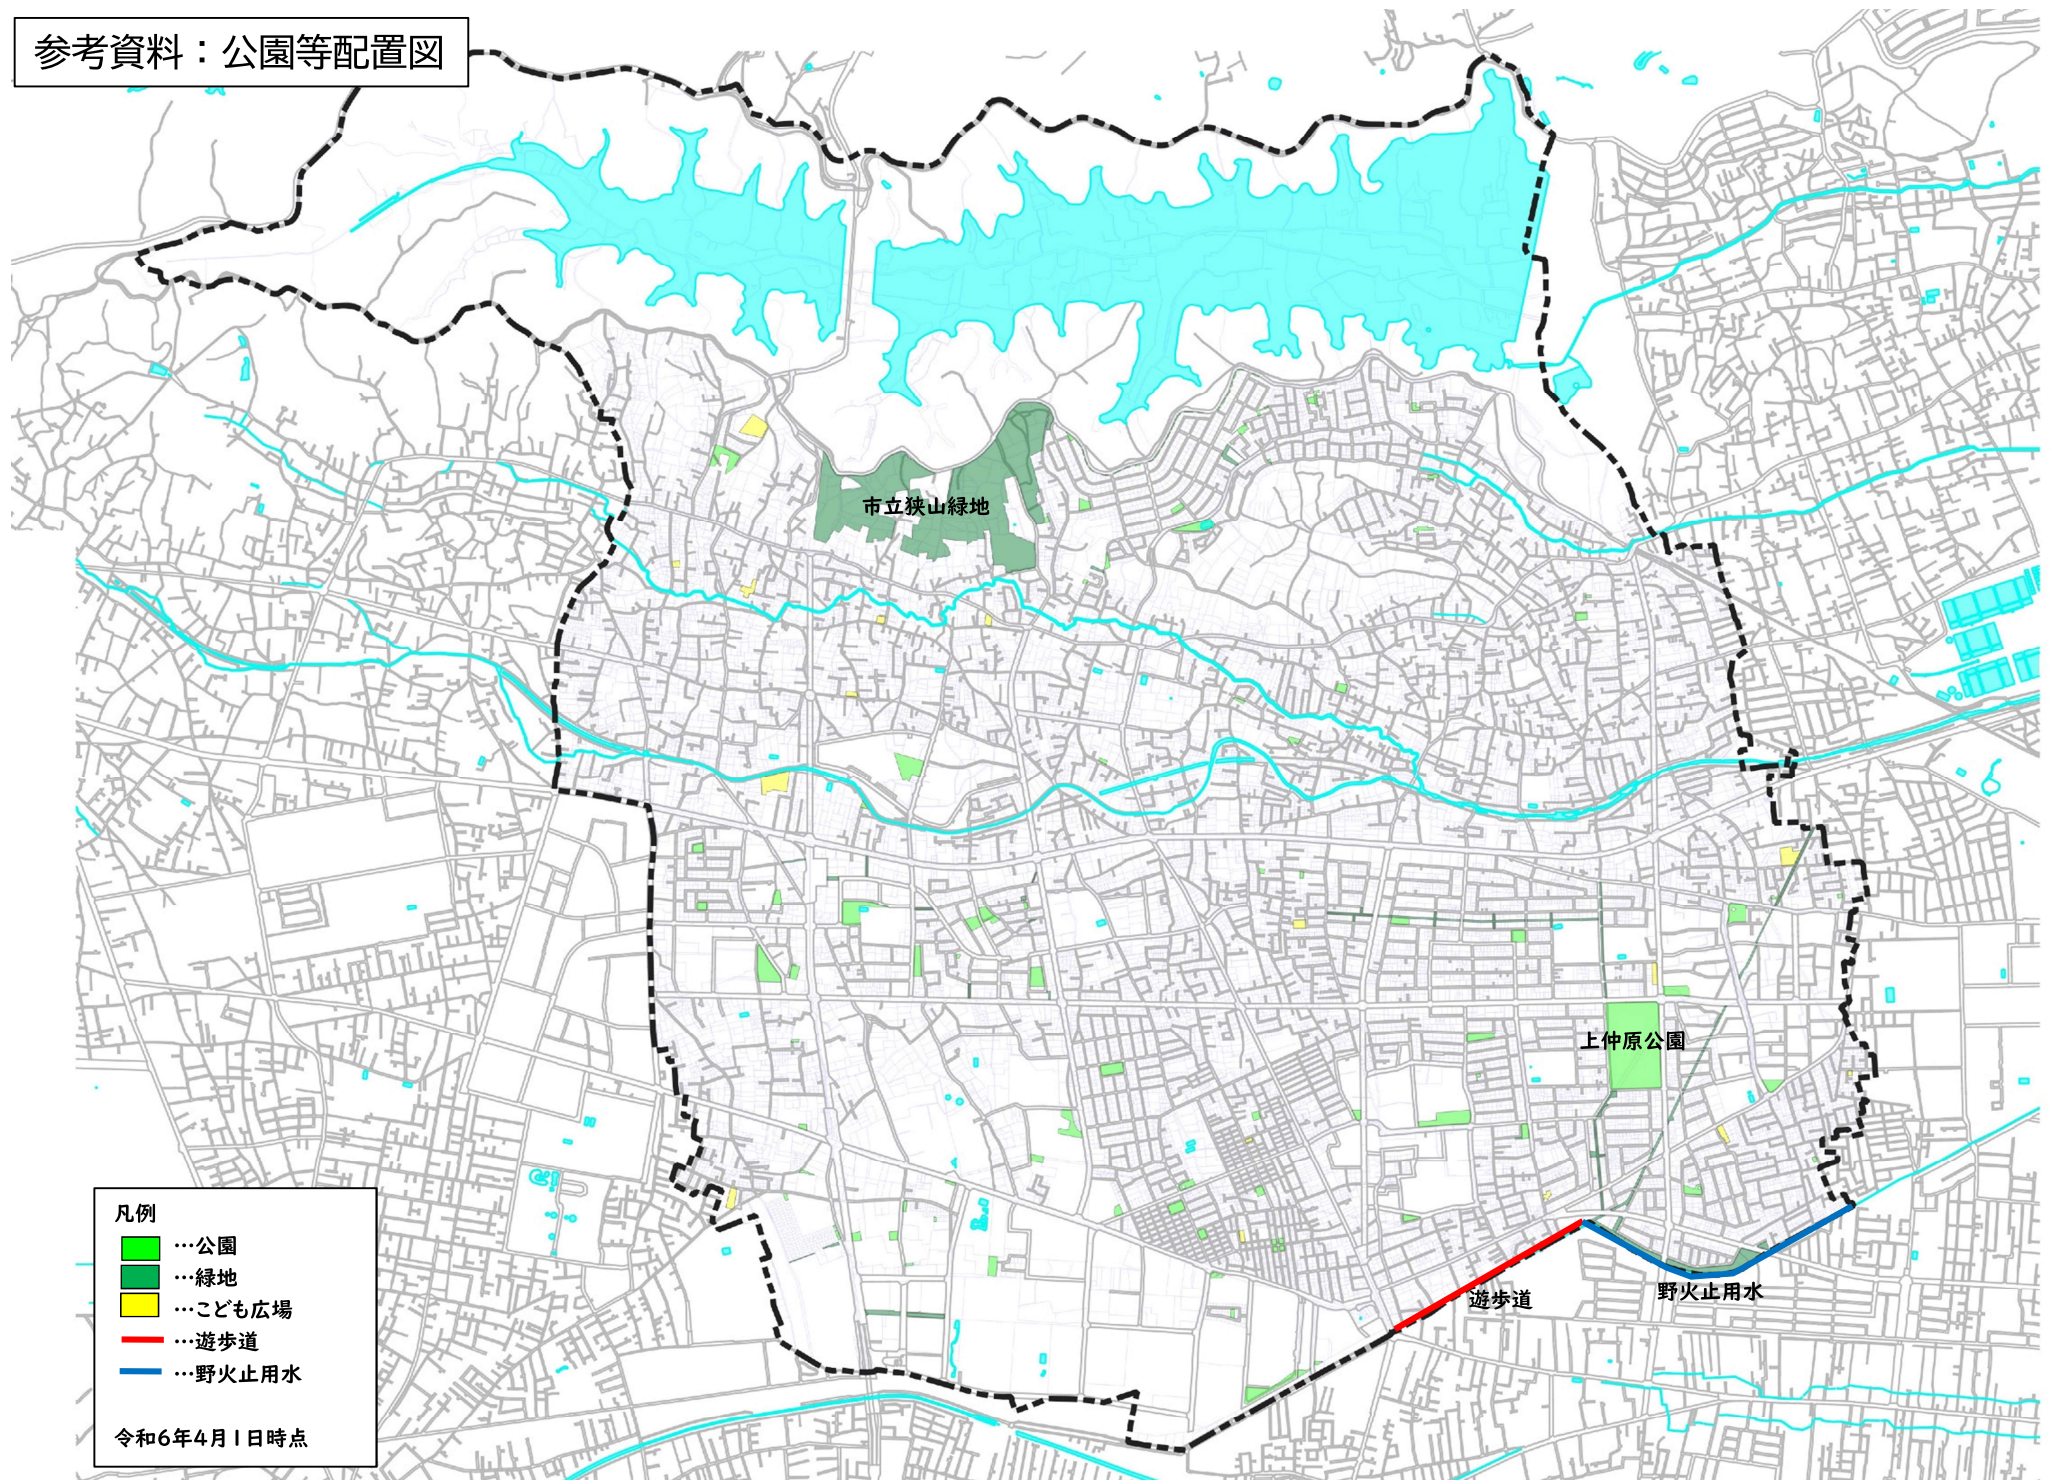 参考資料：公園等配置図
市立狭山緑地
上仲原公園
遊歩道
野火止用水
凡例
…公園
…緑地
…こども広場
…遊歩道
…野火止用水
令和6年4月1日時点